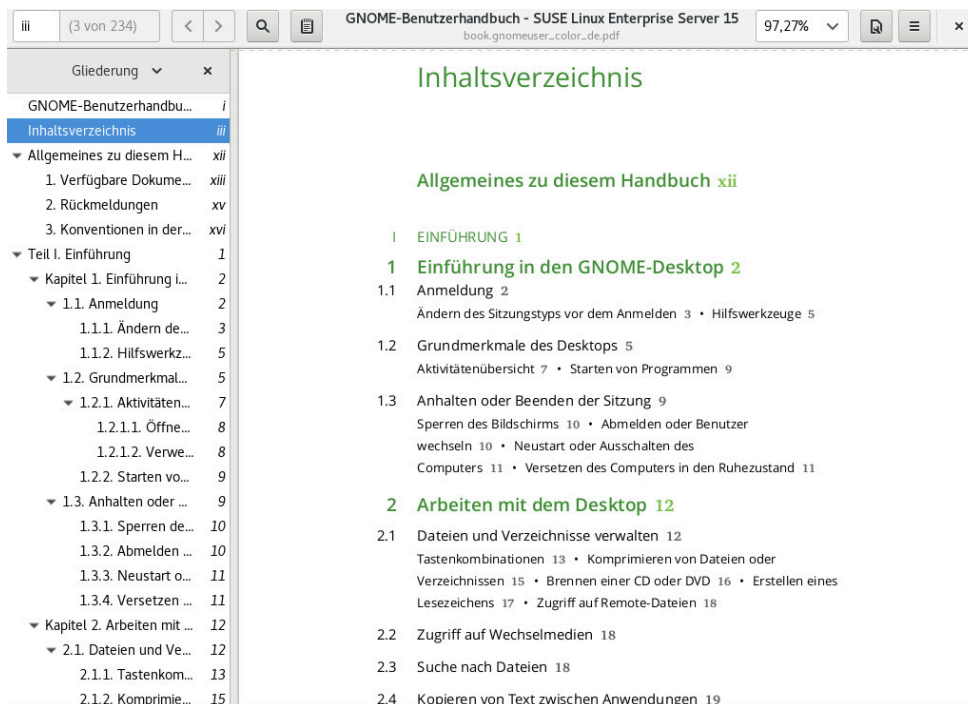 iii (3 von 234) GNOME-Benutzerhandbuch - SUSE Linux Enterprise Server 15 97,27%
book.gnomeuser_color_de.pdf
Gliederung
GNOME-Benutzerhandbu... i
Inhaltsverzeichnis iii
Allgemeines zu diesem H... xii
1. Verfügbare Dokume... xiii
2. Rückmeldungen xv
3. Konventionen in der... xvi
Teil I. Einführung 1
Kapitel 1. Einführung i... 2
1.1. Anmeldung 2
1.1.1. Ändern de... 3
1.1.2. Hilfswerkz... 5
1.2. Grundmerkmal... 5
1.2.1. Aktivitäten... 7
1.2.1.1. Öffne... 8
1.2.1.2. Verwe... 8
1.2.2. Starten vo... 9
1.3. Anhalten oder ... 9
1.3.1. Sperren de... 10
1.3.2. Abmelden ... 10
1.3.3. Neustart o... 11
1.3.4. Versetzen ... 11
Kapitel 2. Arbeiten mit ... 12
2.1. Dateien und Ve... 12
2.1.1. Tastenkom... 13
2.1.2. Komprimie... 15
Inhaltsverzeichnis
Allgemeines zu diesem Handbuch xii
I EINFÜHRUNG 1
1 Einführung in den GNOME-Desktop 2
1.1 Anmeldung 2
Ändern des Sitzungstyps vor dem Anmelden 3 • Hilfswerkzeuge 5
1.2 Grundmerkmale des Desktops 5
Aktivitätenübersicht 7 • Starten von Programmen 9
1.3 Anhalten oder Beenden der Sitzung 9
Sperren des Bildschirms 10 • Abmelden oder Benutzer
wechseln 10 • Neustart oder Ausschalten des
Computers 11 • Versetzen des Computers in den Ruhezustand 11
2 Arbeiten mit dem Desktop 12
2.1 Dateien und Verzeichnisse verwalten 12
Tastenkombinationen 13 • Komprimieren von Dateien oder
Verzeichnissen 15 • Brennen einer CD oder DVD 16 • Erstellen eines
Lesezeichens 17 • Zugriff auf Remote-Dateien 18
2.2 Zugriff auf Wechselmedien 18
2.3 Suche nach Dateien 18
2.4 Kopieren von Text zwischen Anwendungen 19